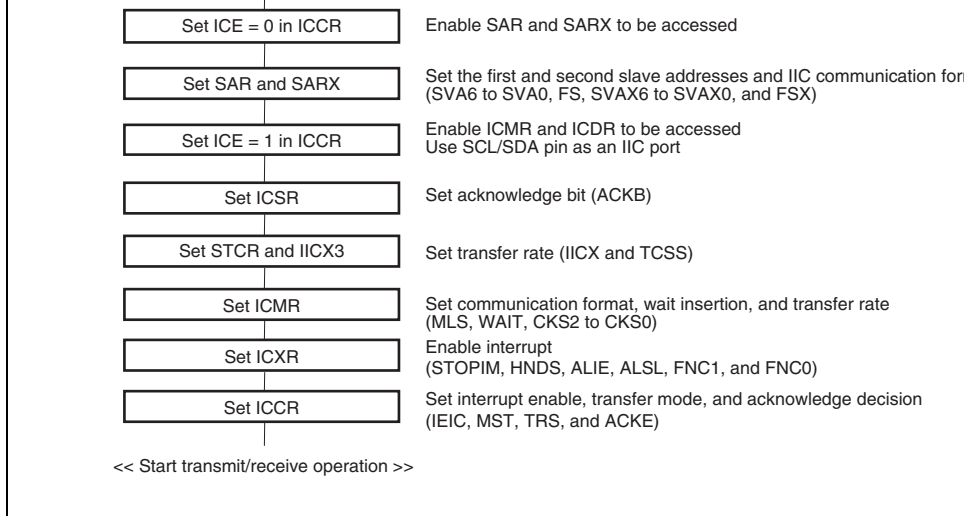 Set ICE = 0 in ICCR
Enable SAR and SARX to be accessed
Set SAR and SARX
Set the first and second slave addresses and IIC communication
(SVA6 to SVA0, FS, SVAX6 to SVAX0, and FSX)
Set ICE = 1 in ICCR
Enable ICMR and ICDR to be accessed
Use SCL/SDA pin as an IIC port
Set ICSR
Set acknowledge bit (ACKB)
Set STCR and IICX3
Set transfer rate (IICX and TCSS)
Set ICMR
Set communication format, wait insertion, and transfer rate
(MLS, WAIT, CKS2 to CKS0)
Set ICXR
Enable interrupt
(STOPIM, HNDS, ALIE, ALSL, FNC1, and FNC0)
Set ICCR
Set interrupt enable, transfer mode, and acknowledge decision
(IEIC, MST, TRS, and ACKE)
<< Start transmit/receive operation >>